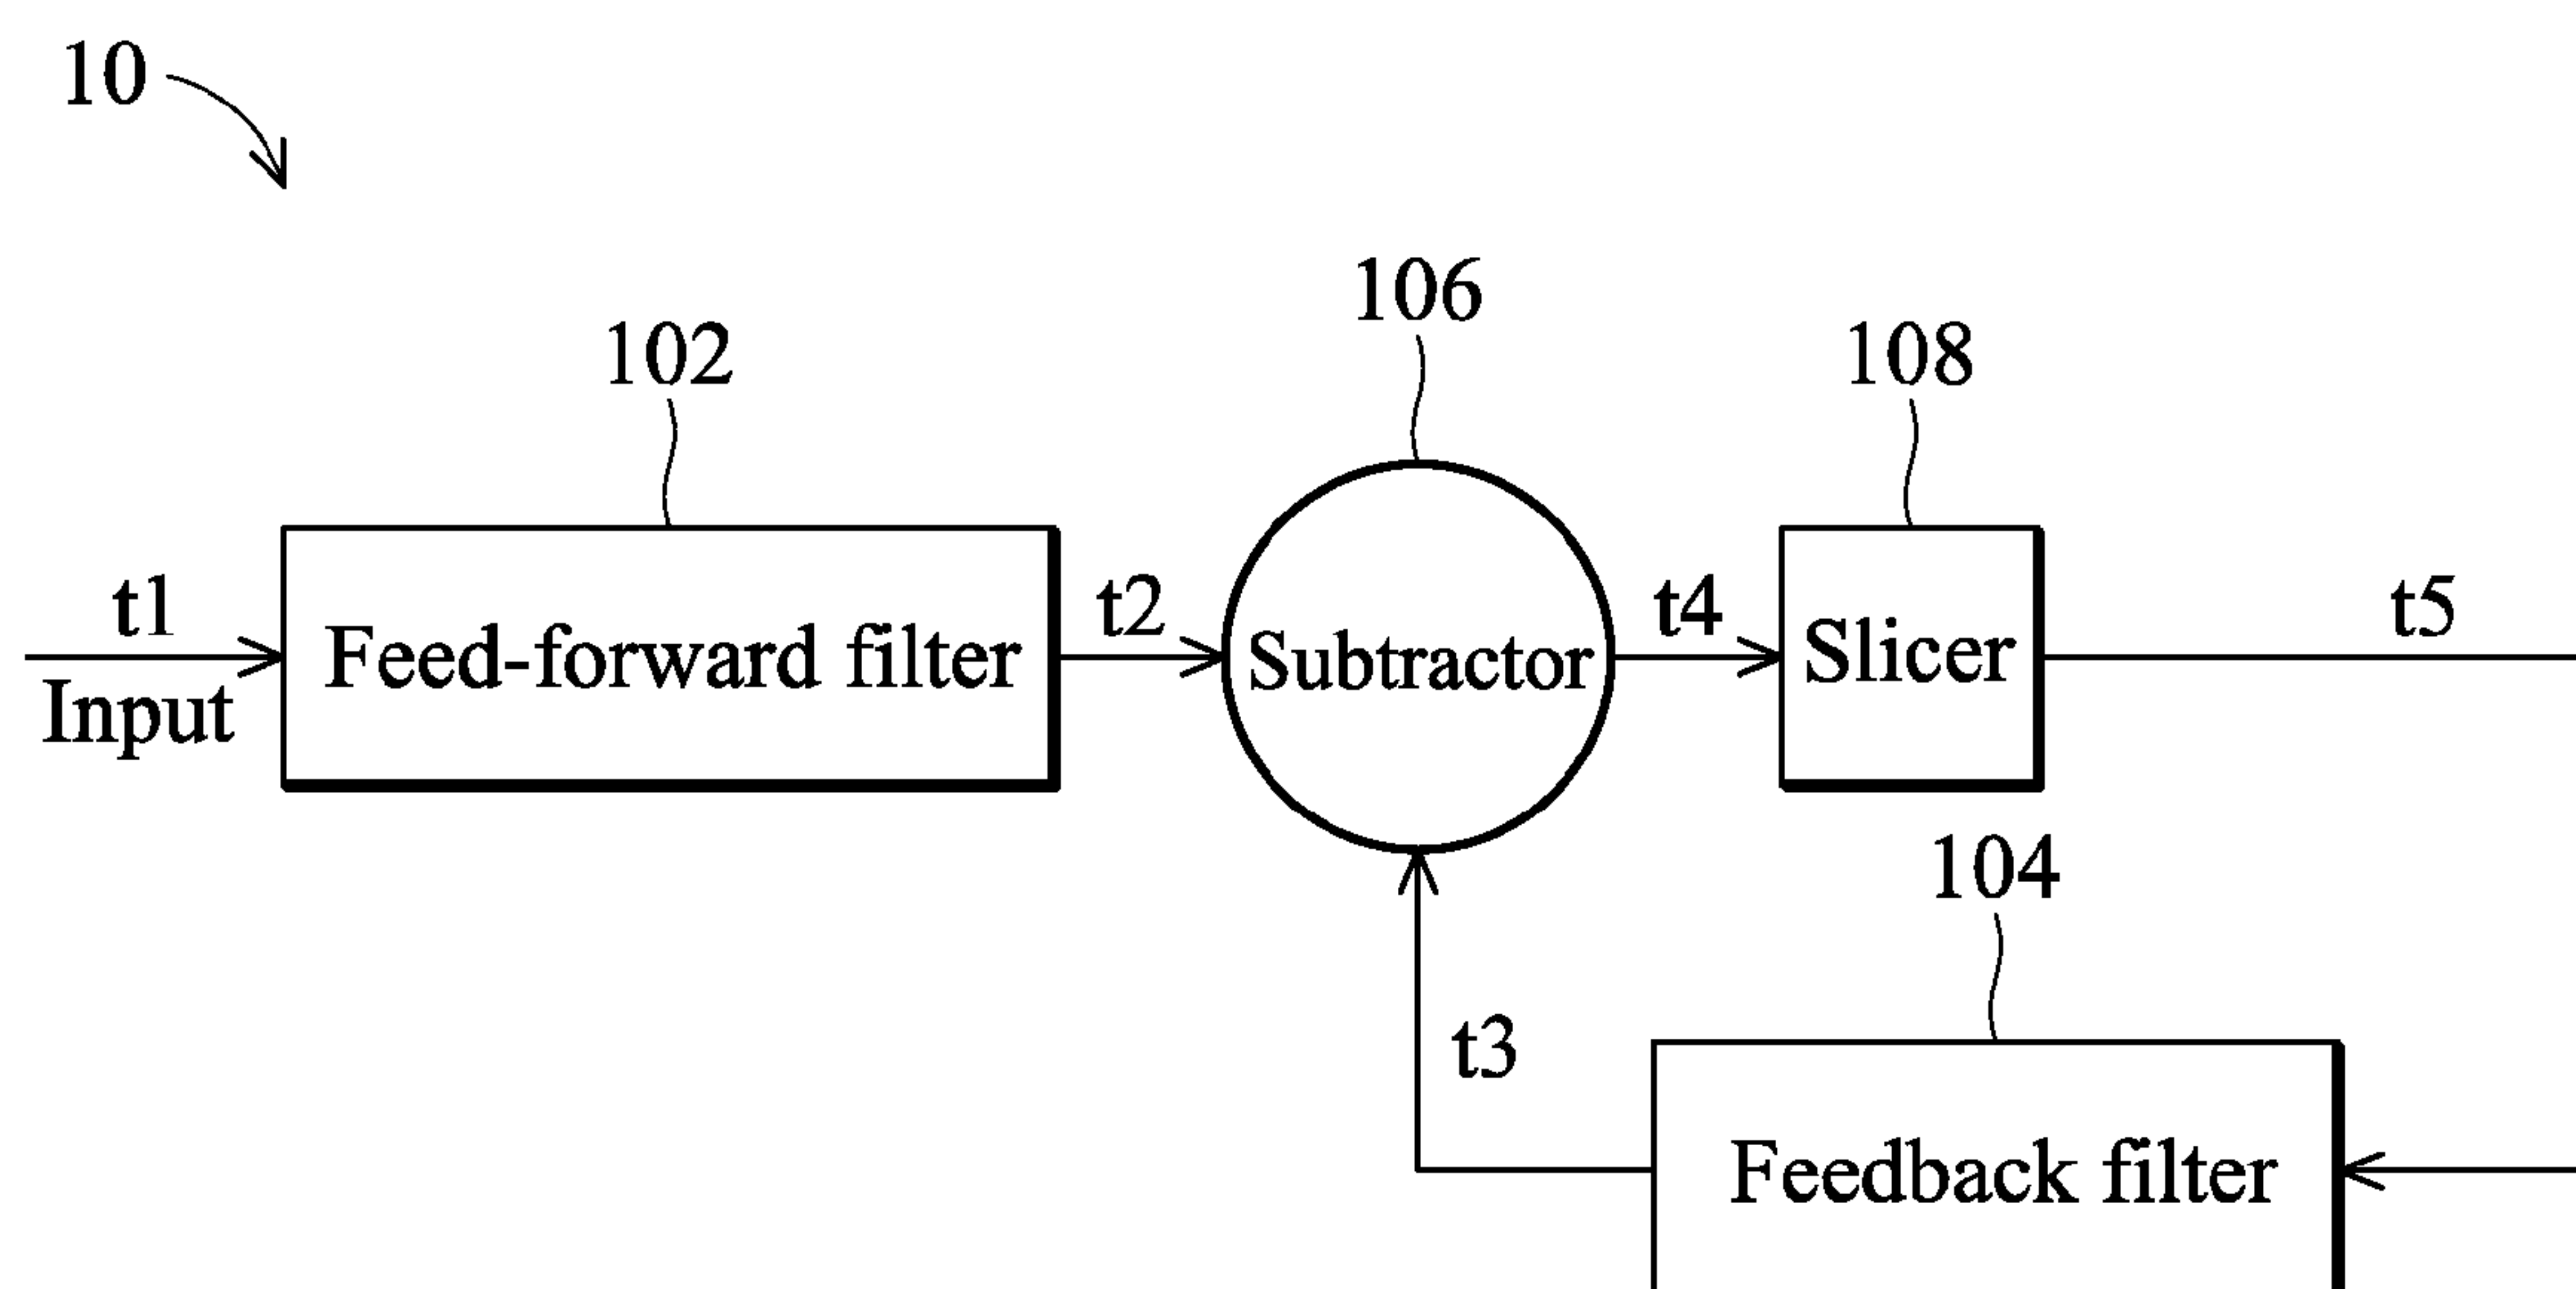 10
106
102
108
t1
Feed-forward filter
t2
Subtractor
t4
Slicer
t5
Input
104
t3
Feedback filter